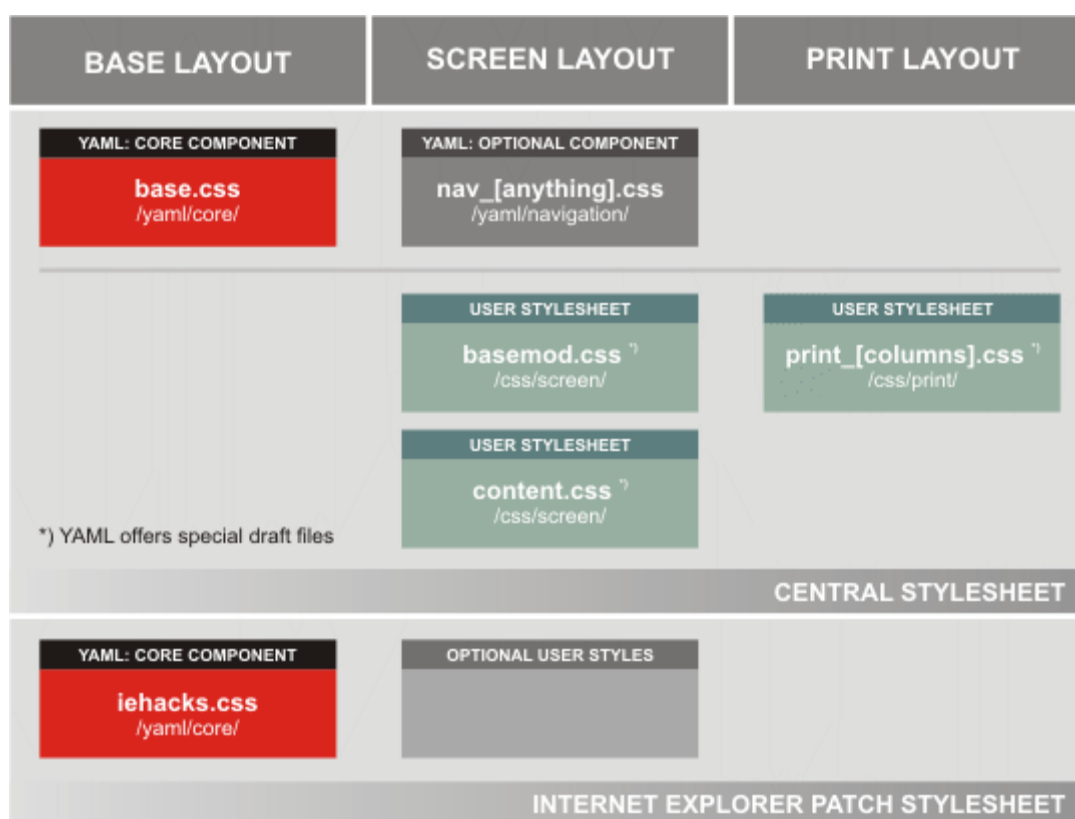 BASE LAYOUT
SCREEN LAYOUT
PRINT LAYOUT
YAML: CORE COMPONENT
base.css
/yaml/core/
YAML: OPTIONAL COMPONENT
nav_[anything].css
/yaml/navigation/
USER STYLESHEET
basemod.css *)
/css/screen/
USER STYLESHEET
print_[columns].css *)
/css/print/
USER STYLESHEET
content.css *)
/css/screen/
*) YAML offers special draft files
CENTRAL STYLESHEET
YAML: CORE COMPONENT
iehacks.css
/yaml/core/
OPTIONAL USER STYLES
INTERNET EXPLORER PATCH STYLESHEET